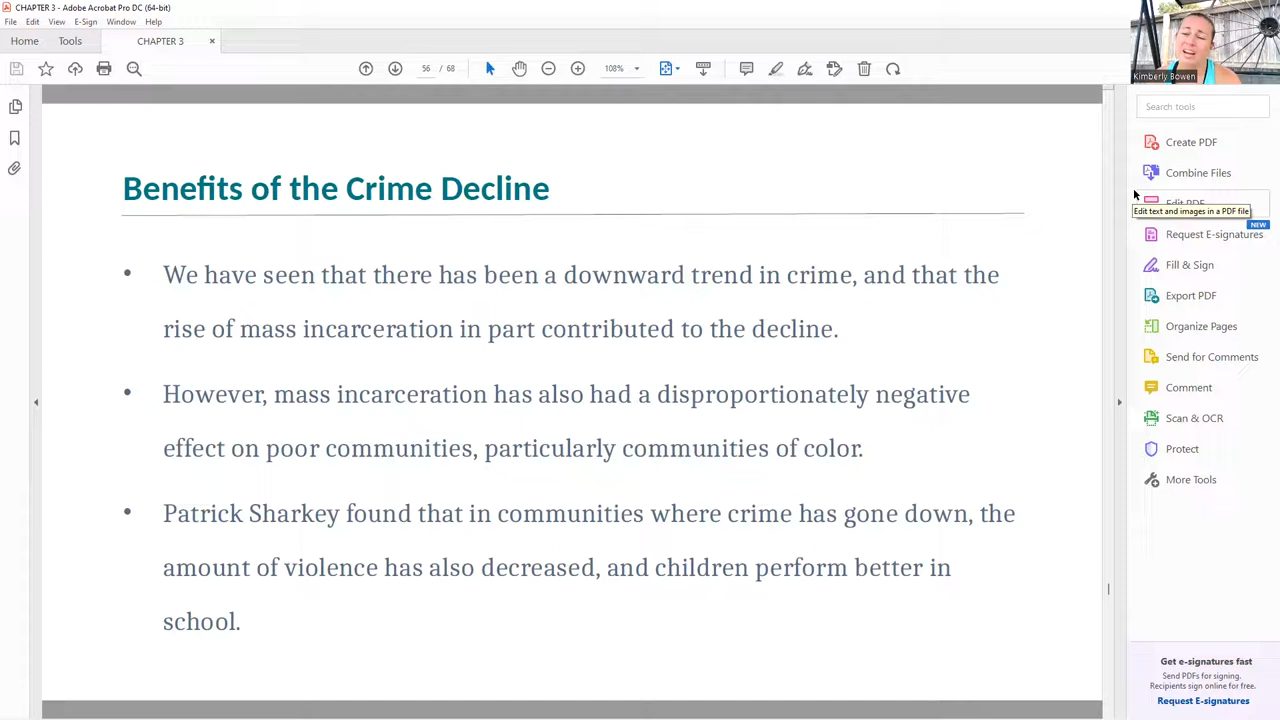 CHAPTER 3 - Adobe Acrobat Pro DC (64-bit)
File Edit View E-Sign Window Help
Home Tools CHAPTER 3 ×
56 / 68 108%
Kimberly Bowen
Search tools
Create PDF
Combine Files
Edit PDF
Edit text and images in a PDF file
NEW
Request E-signatures
Fill & Sign
Export PDF
Organize Pages
Send for Comments
Comment
Scan & OCR
Protect
More Tools
Benefits of the Crime Decline
• We have seen that there has been a downward trend in crime, and that the
rise of mass incarceration in part contributed to the decline.
• However, mass incarceration has also had a disproportionately negative
effect on poor communities, particularly communities of color.
• Patrick Sharkey found that in communities where crime has gone down, the
amount of violence has also decreased, and children perform better in
school.
Get e-signatures fast
Send PDFs for signing.
Recipients sign online for free.
Request E-Signatures